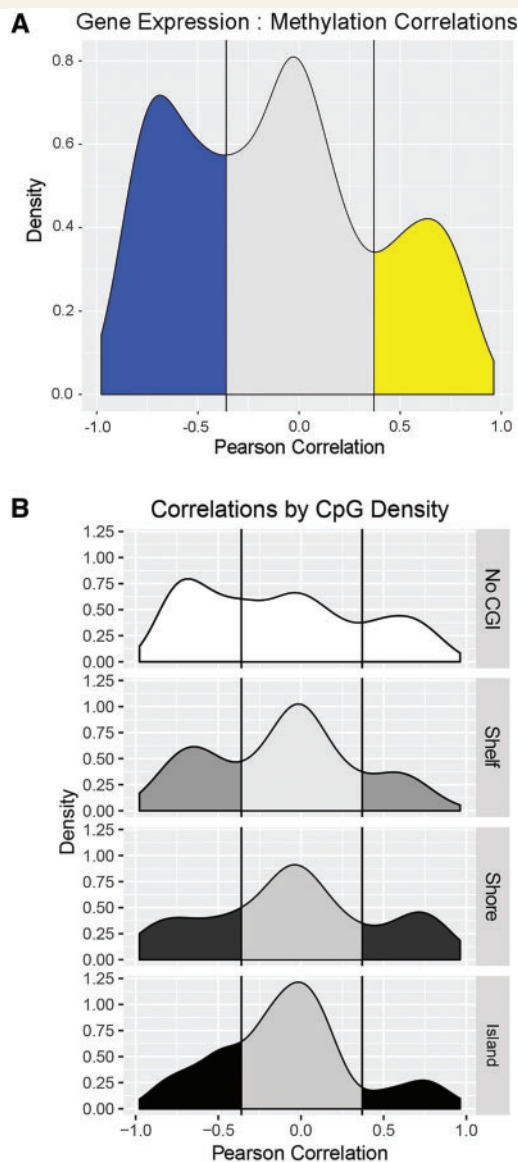 A
Gene Expression : Methylation Correlations
0.8
0.6
0.4
0.2
0.0
Density
-1.0 -0.5 0.0 0.5 1.0
Pearson Correlation
B
Correlations by CpG Density
1.25
1.00
0.75
0.50
0.25
0.00
No CGI
1.25
1.00
0.75
0.50
0.25
0.00
Shelf
Density
1.25
1.00
0.75
0.50
0.25
0.00
Shore
1.25
1.00
0.75
0.50
0.25
0.00
Island
−1.0 −0.5 0.0 0.5 1.0
Pearson Correlation